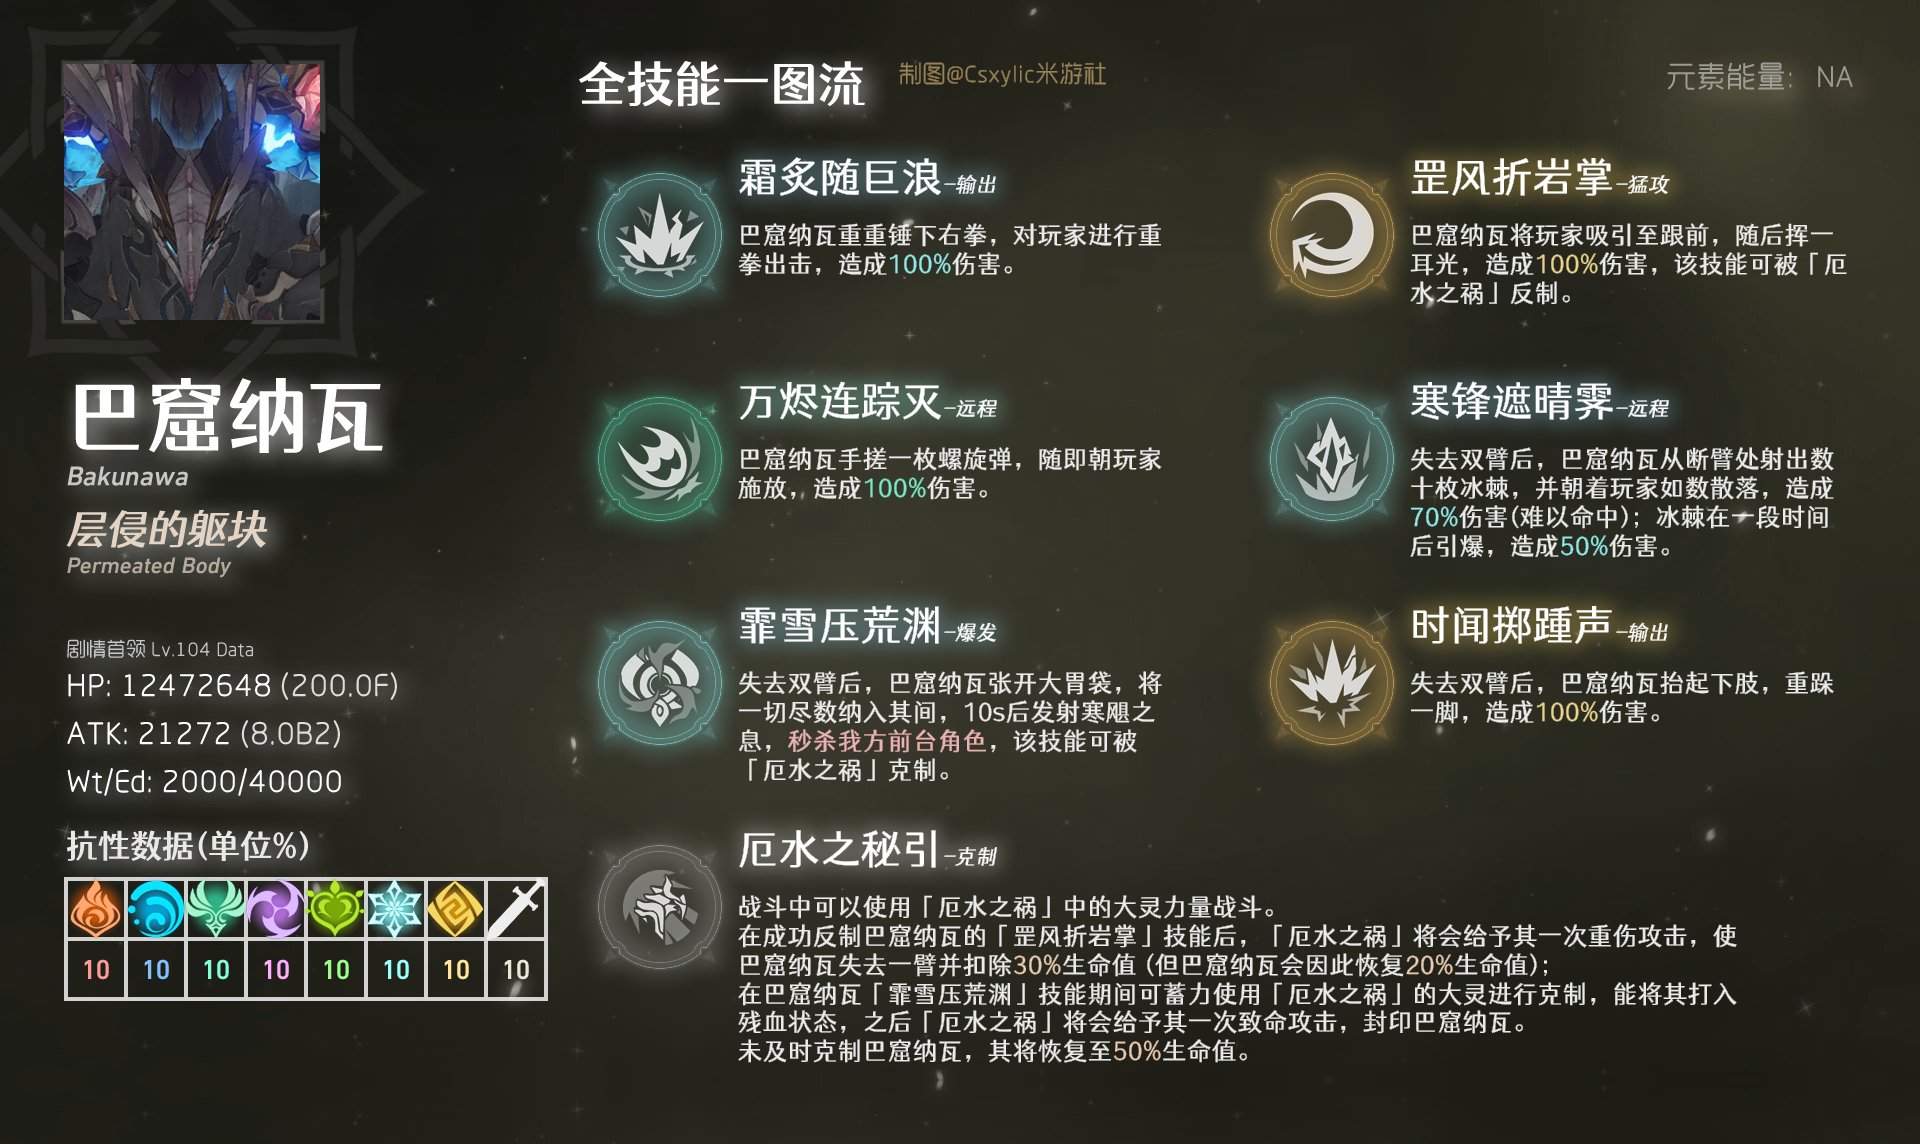 全技能一图流
制图@Csxylic米游社
元素能量: NA
巴窟纳瓦
Bakunawa
层侵的躯块
Permeated Body
剧情首领 Lv.104 Data
HP: 12472648 (200.0F)
ATK: 21272 (8.0B2)
Wt/Ed: 2000/40000
抗性数据(单位%)
10 10 10 10 10 10 10 10
霜炙随巨浪-输出
巴窟纳瓦重重锤下右拳，对玩家进行重
拳出击，造成100%伤害。
罡风折岩掌-猛攻
巴窟纳瓦将玩家吸引至跟前，随后挥一
耳光，造成100%伤害，该技能可被「厄
水之祸」反制。
万烬连踪灭-远程
巴窟纳瓦手搓一枚螺旋弹，随即朝玩家
施放，造成100%伤害。
寒锋遮晴霁-远程
失去双臂后，巴窟纳瓦从断臂处射出数
十枚冰棘，并朝着玩家如数散落，造成
70%伤害(难以命中)；冰棘在一段时间
后引爆，造成50%伤害。
霏雪压荒渊-爆发
失去双臂后，巴窟纳瓦张开大胃袋，将
一切尽数纳入其间，10s后发射寒飓之
息，秒杀我方前台角色，该技能可被
「厄水之祸」克制。
时闻掷踵声-输出
失去双臂后，巴窟纳瓦抬起下肢，重跺
一脚，造成100%伤害。
厄水之秘引-克制
战斗中可以使用「厄水之祸」中的大灵力量战斗。
在成功反制巴窟纳瓦的「罡风折岩掌」技能后，「厄水之祸」将会给予其一次重伤攻击，使
巴窟纳瓦失去一臂并扣除30%生命值 (但巴窟纳瓦会因此恢复20%生命值)；
在巴窟纳瓦「霏雪压荒渊」技能期间可蓄力使用「厄水之祸」的大灵进行克制，能将其打入
残血状态，之后「厄水之祸」将会给予其一次致命攻击，封印巴窟纳瓦。
未及时克制巴窟纳瓦，其将恢复至50%生命值。